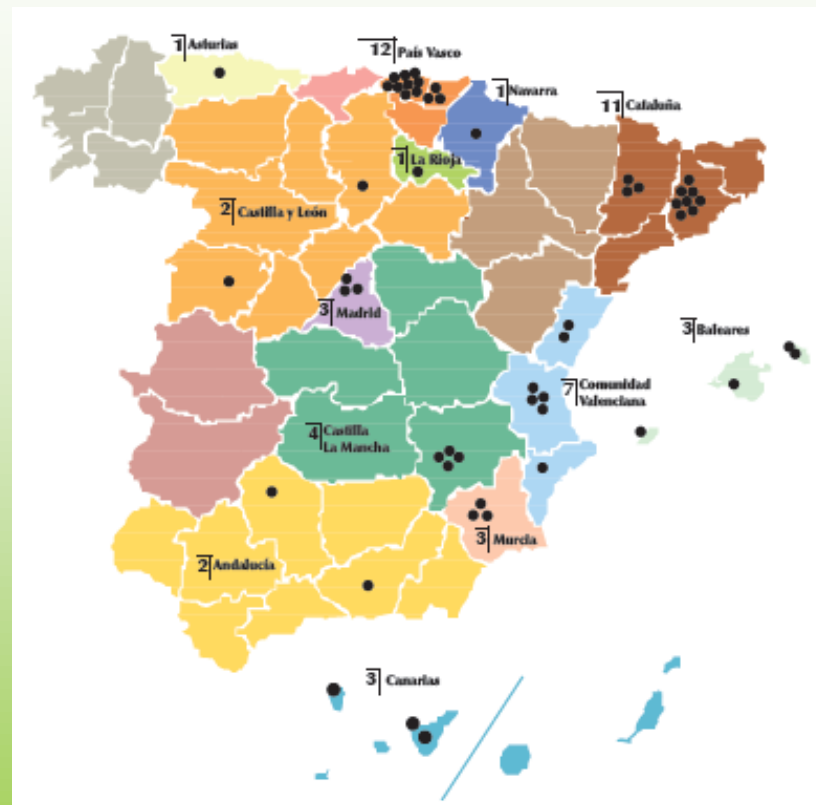 1 Asturias
12 País Vasco
1 Navarra
11 Cataluña
1 La Rioja
2 Castilla y León
3 Madrid
3 Baleares
7 Comunidad
Valenciana
4 Castilla
La Mancha
3 Murcia
2 Andalucía
3 Canarias